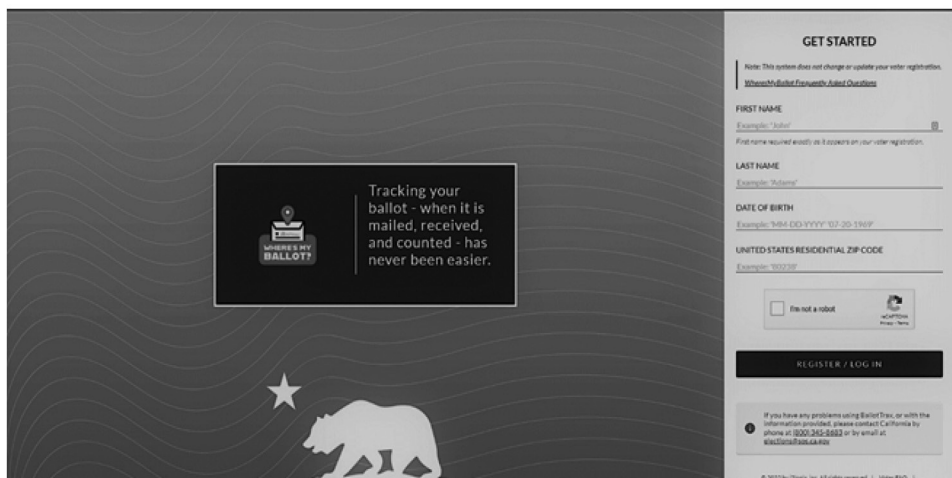 WHERE'S MY
BALLOT?
Tracking your
ballot - when it is
mailed, received,
and counted - has
never been easier.
GET STARTED
Note: This system does not change or update your voter registration.
WheresMyBallot Frequently Asked Questions
FIRST NAME
Example: 'John'
First name required exactly as it appears on your voter registration.
LAST NAME
Example: 'Adams'
DATE OF BIRTH
Example: 'MM-DD-YYYY' '07-20-1969'
UNITED STATES RESIDENTIAL ZIP CODE
Example: '80238'
I'm not a robot
reCAPTCHA
Privacy - Terms
REGISTER / LOG IN
If you have any problems using BallotTrax, or with the
information provided, please contact California by
phone at (800) 345-8683 or by email at
elections@sos.ca.gov